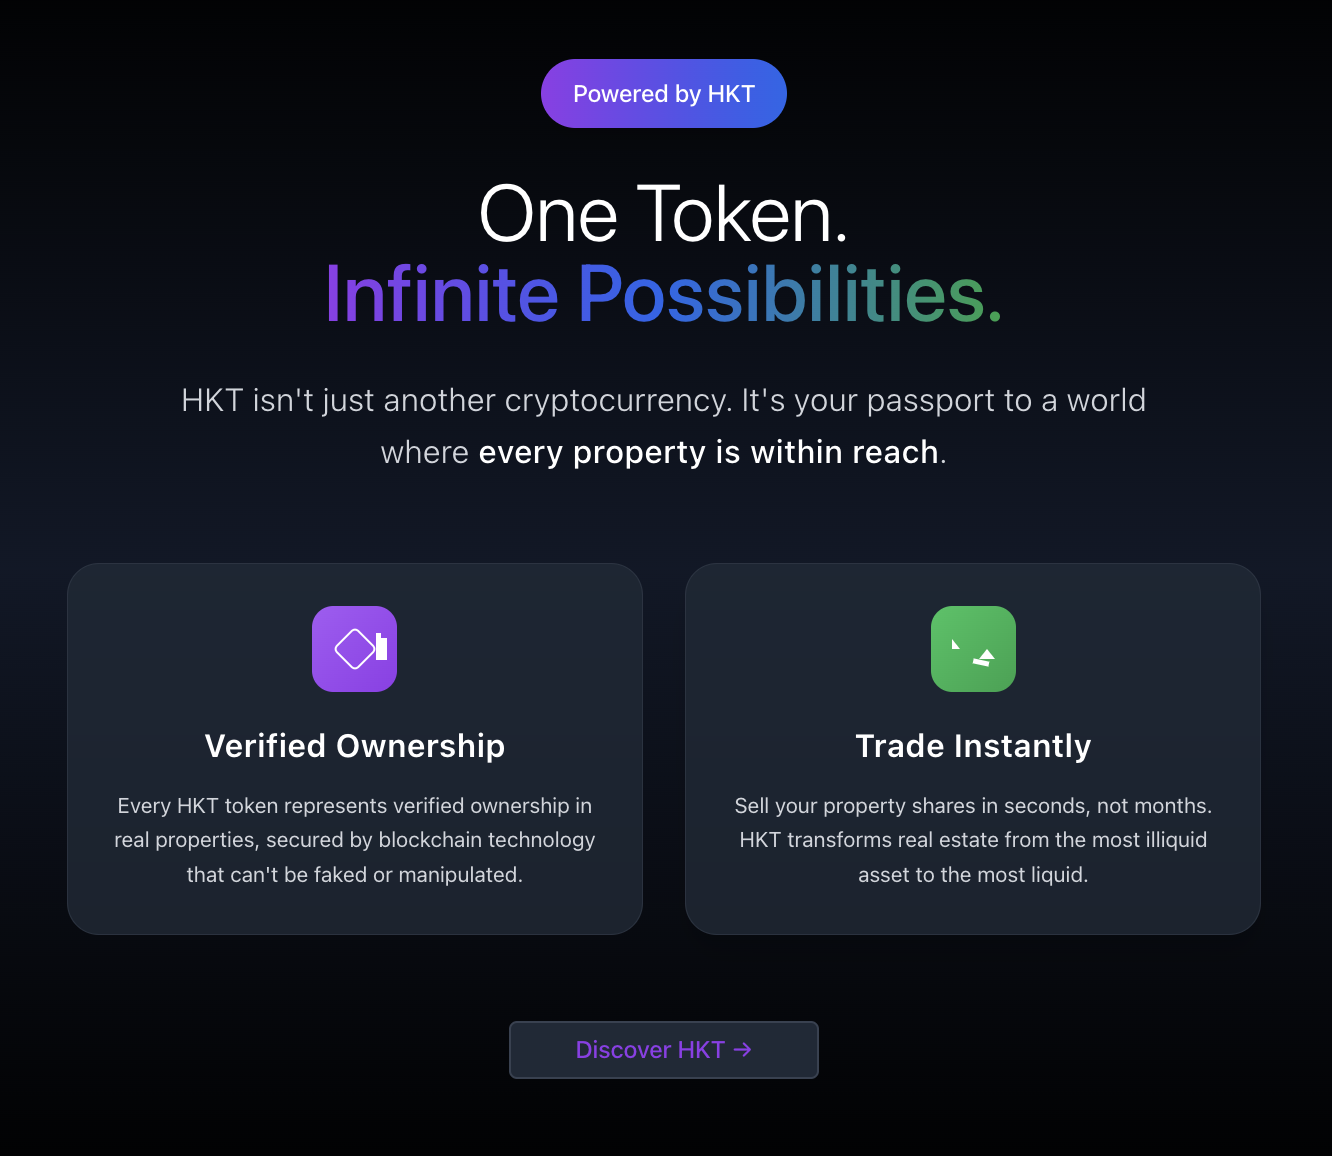 Powered by HKT
One Token.
Infinite Possibilities.
HKT isn't just another cryptocurrency. It's your passport to a world
where every property is within reach.
Verified Ownership
Every HKT token represents verified ownership in
real properties, secured by blockchain technology
that can't be faked or manipulated.
Trade Instantly
Sell your property shares in seconds, not months.
HKT transforms real estate from the most illiquid
asset to the most liquid.
Discover HKT →